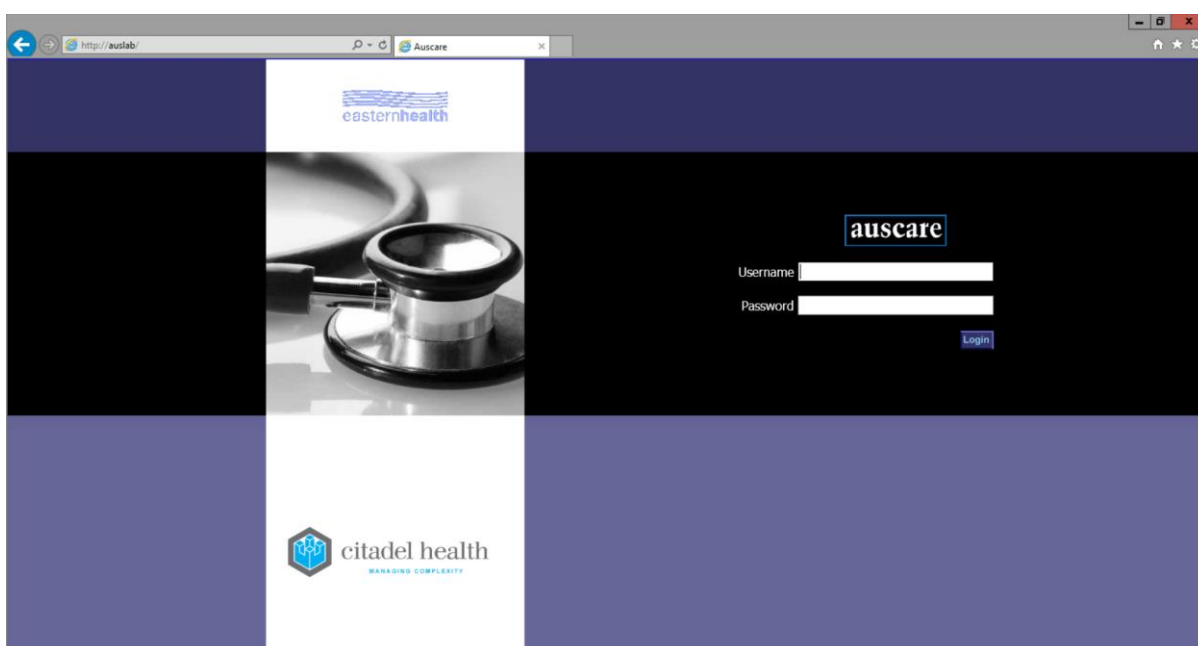 http://auslab/
Auscare
easternhealth
auscare
Username
Password
Login
citadel health
MANAGING COMPLEXITY